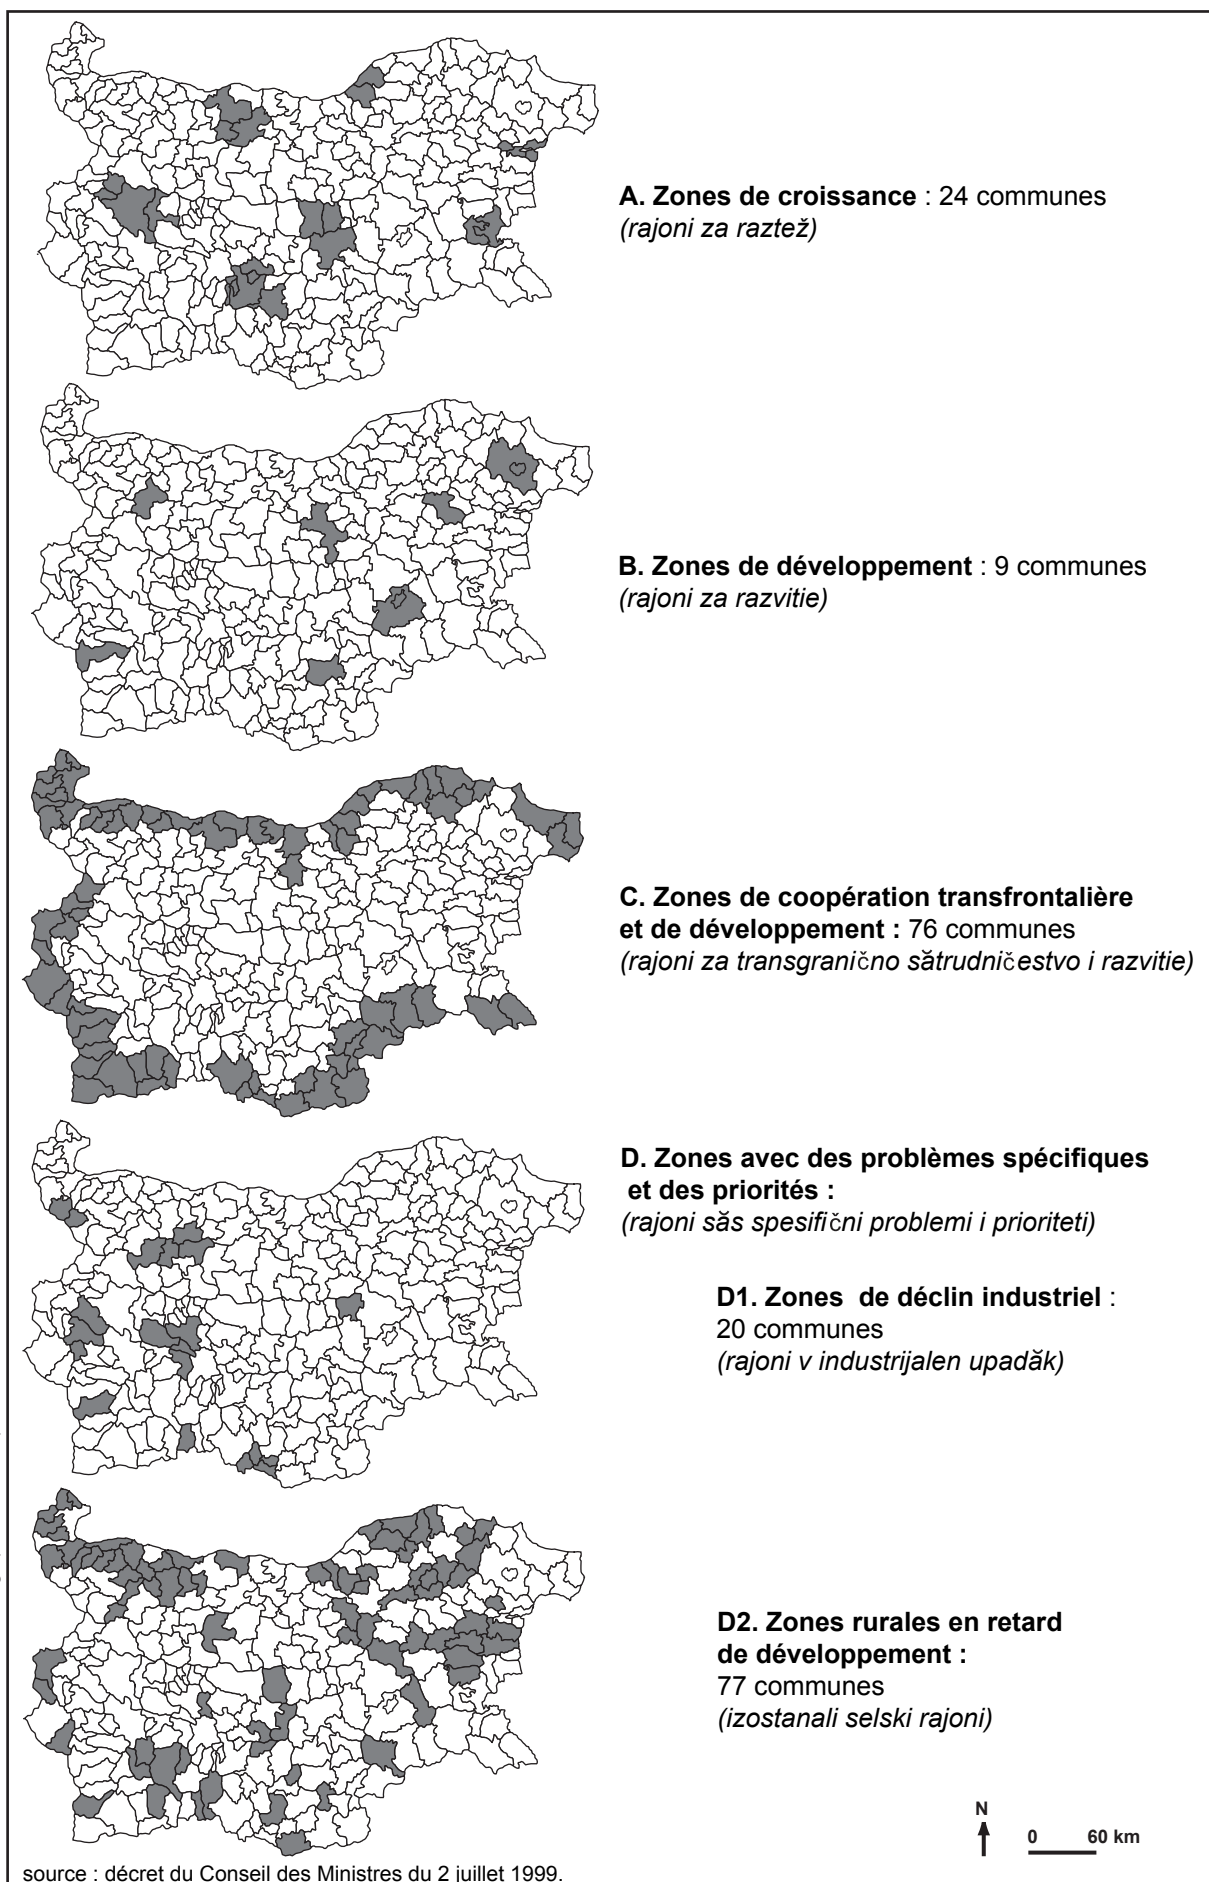 A. Zones de croissance : 24 communes
(rajoni za raztež)
B. Zones de développement : 9 communes
(rajoni za razvitie)
C. Zones de coopération transfrontalière
et de développement : 76 communes
(rajoni za transgranično sătrudničestvo i razvitie)
D. Zones avec des problèmes spécifiques
et des priorités :
(rajoni săs spesifični problemi i prioriteti)
D1. Zones de déclin industriel :
20 communes
(rajoni v industrijalen upadăk)
D2. Zones rurales en retard
de développement :
77 communes
(izostanali selski rajoni)
N
0 60 km
source : décret du Conseil des Ministres du 2 juillet 1999.